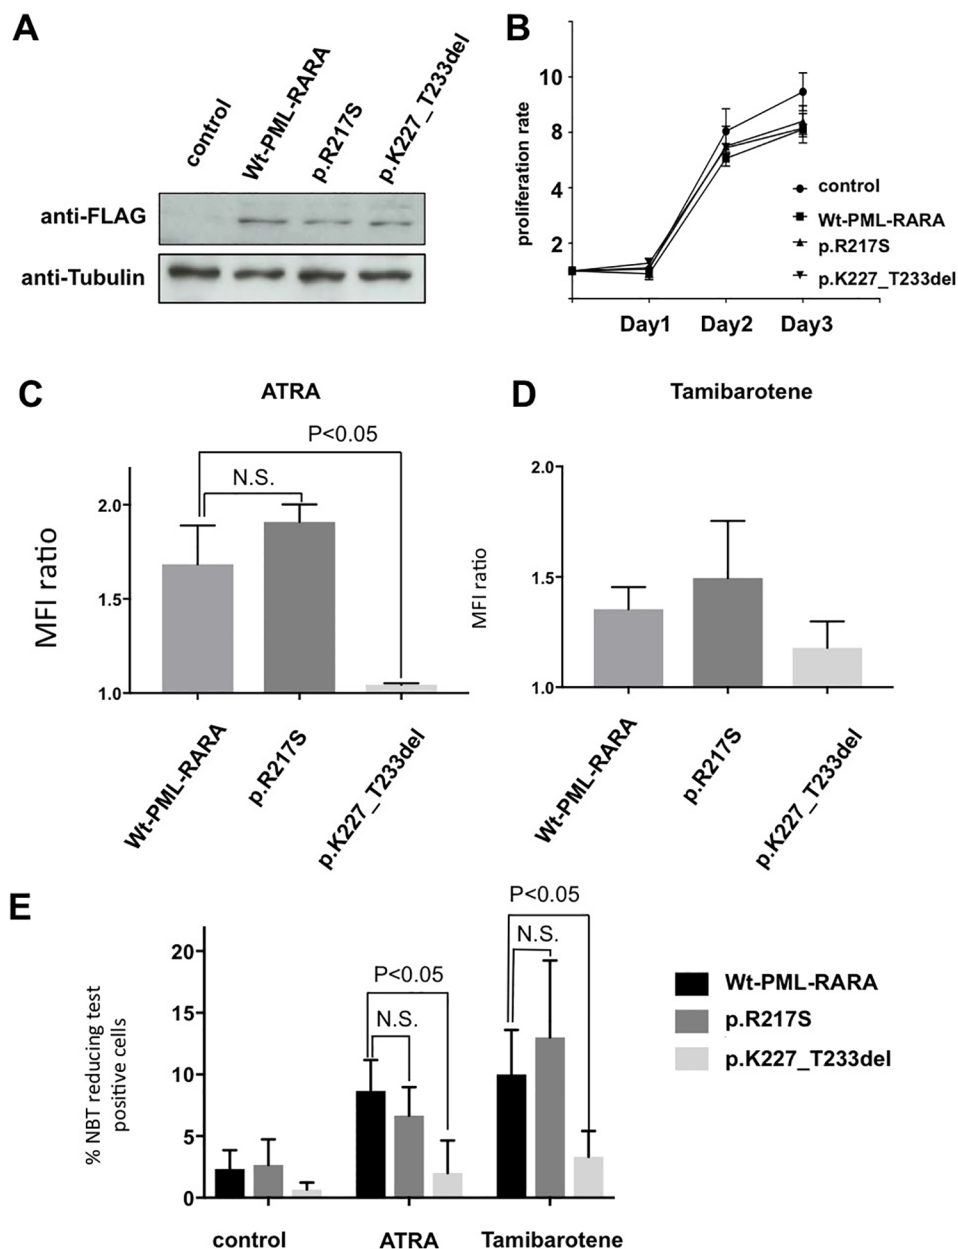 A
control
Wt-PML-RARA
p.R217S
p.K227_T233del
anti-FLAG
anti-Tubulin
B
proliferation rate
10
8
4
2
control
Wt-PML-RARA
p.R217S
p.K227_T233del
Day1 Day2 Day3
C
ATRA
P<0.05
N.S.
MFI ratio
2.0
1.5
1.0
Wt-PML-RARA
p.R217S
p.K227_T233del
D
Tamibarotene
MFI ratio
2.0
1.5
1.0
Wt-PML-RARA
p.R217S
p.K227_T233del
E
% NBT reducing test
positive cells
20
15
10
5
0
P<0.05
N.S.
P<0.05
N.S.
control ATRA Tamibarotene
Wt-PML-RARA
p.R217S
p.K227_T233del